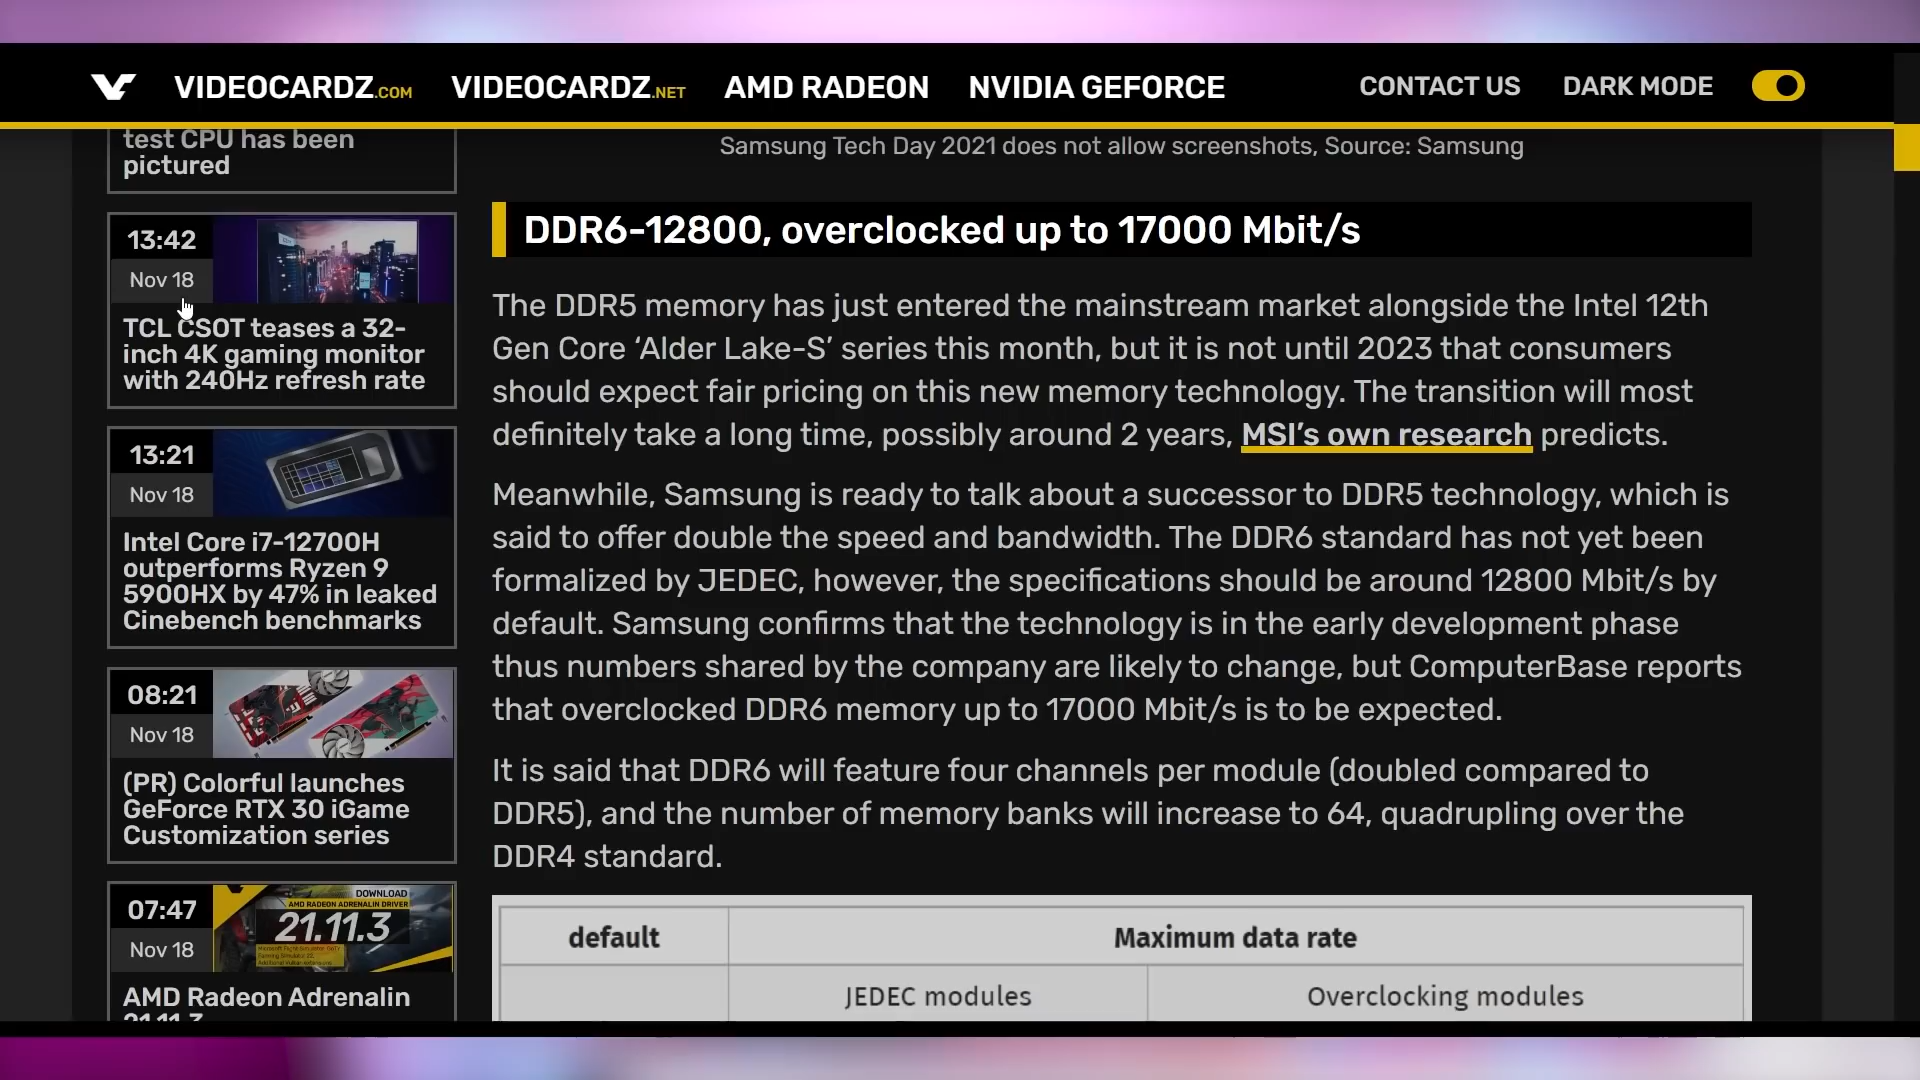 VIDEOCARDZ.COM VIDEOCARDZ.NET AMD RADEON NVIDIA GEFORCE CONTACT US DARK MODE
test CPU has been
pictured
13:42
Nov 18
TCL CSOT teases a 32-
inch 4K gaming monitor
with 240Hz refresh rate
13:21
Nov 18
Intel Core i7-12700H
outperforms Ryzen 9
5900HX by 47% in leaked
Cinebench benchmarks
08:21
Nov 18
(PR) Colorful launches
GeForce RTX 30 iGame
Customization series
07:47
Nov 18
DOWNLOAD
AMD RADEON ADRENALIN DRIVER
21.11.3
AMD Radeon Adrenalin
21.11.3
Samsung Tech Day 2021 does not allow screenshots, Source: Samsung
DDR6-12800, overclocked up to 17000 Mbit/s
The DDR5 memory has just entered the mainstream market alongside the Intel 12th
Gen Core ‘Alder Lake-S’ series this month, but it is not until 2023 that consumers
should expect fair pricing on this new memory technology. The transition will most
definitely take a long time, possibly around 2 years, MSI’s own research predicts.
Meanwhile, Samsung is ready to talk about a successor to DDR5 technology, which is
said to offer double the speed and bandwidth. The DDR6 standard has not yet been
formalized by JEDEC, however, the specifications should be around 12800 Mbit/s by
default. Samsung confirms that the technology is in the early development phase
thus numbers shared by the company are likely to change, but ComputerBase reports
that overclocked DDR6 memory up to 17000 Mbit/s is to be expected.
It is said that DDR6 will feature four channels per module (doubled compared to
DDR5), and the number of memory banks will increase to 64, quadrupling over the
DDR4 standard.
default Maximum data rate
JEDEC modules Overclocking modules